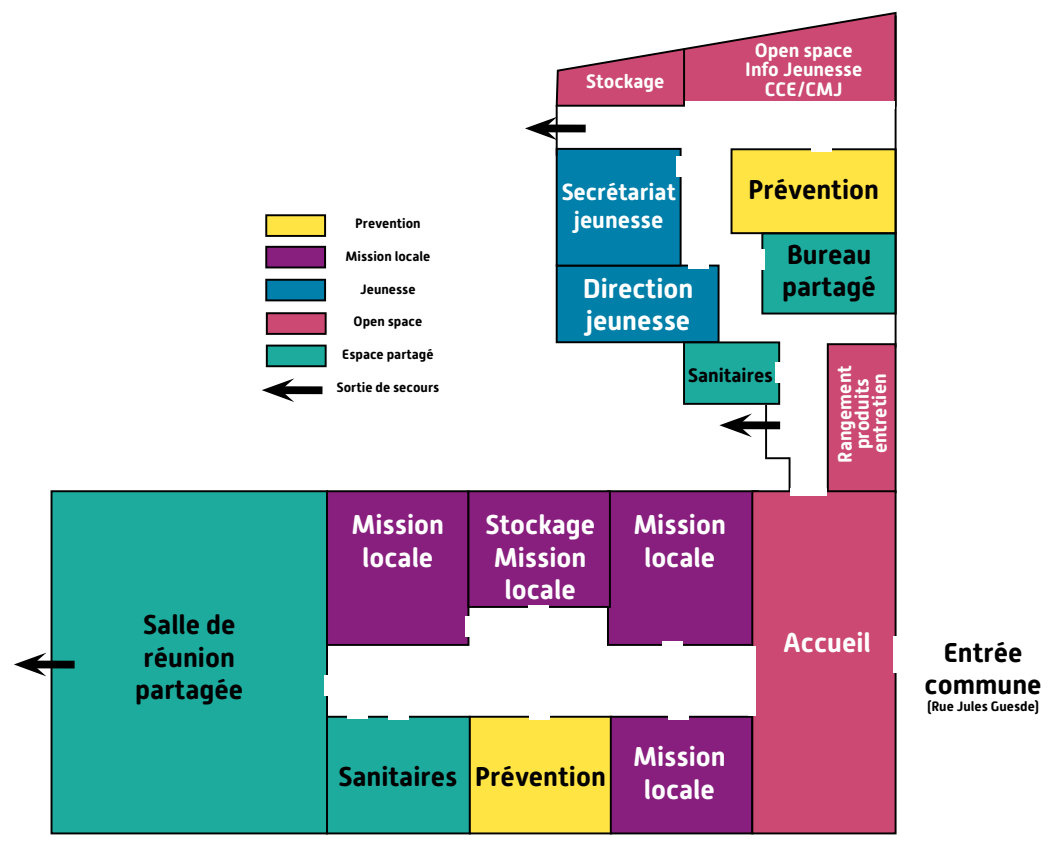 Open space
Info Jeunesse
CCE/CMJ
Stockage
Secrétariat
jeunesse
Prévention
Bureau
partagé
Direction
jeunesse
Sanitaires
Rangement
produits
entretien
Prevention
Mission locale
Jeunesse
Open space
Espace partagé
Sortie de secours
Mission
locale
Stockage
Mission
locale
Mission
locale
Salle de
réunion
partagée
Accueil
Entrée
commune
(Rue Jules Guesde)
Sanitaires
Prévention
Mission
locale